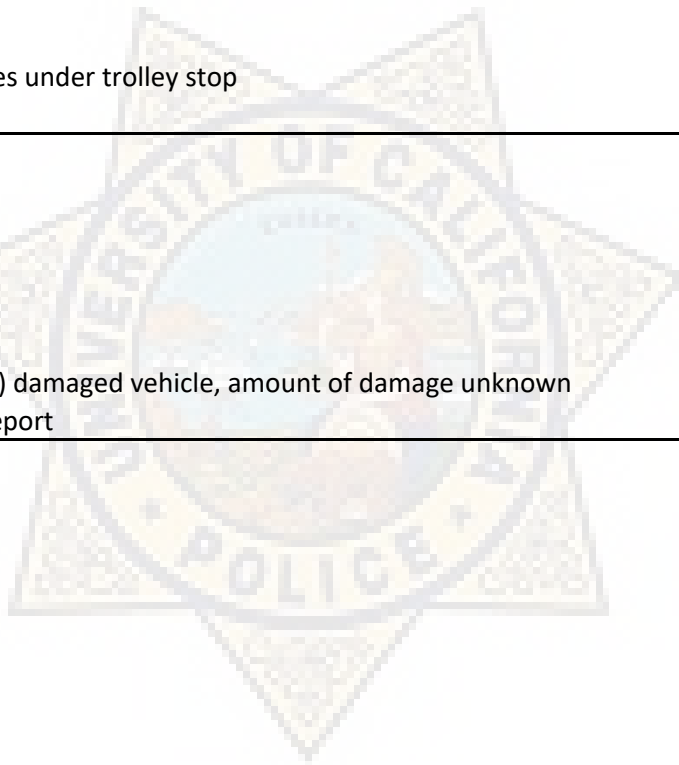 es under trolley stop
UNIVERSITY OF CALIFORNIA
) damaged vehicle, amount of damage unknown
eport
POLICE